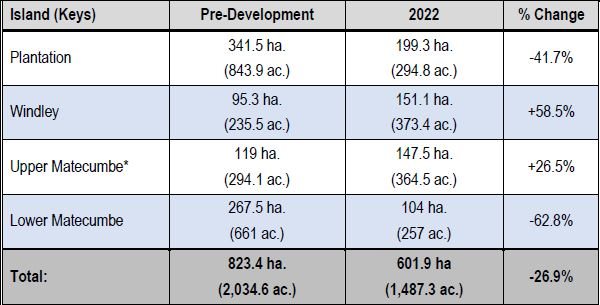 Island (Keys) Pre-Development 2022 % Change
Plantation 341.5 ha. 199.3 ha. -41.7%
(843.9 ac.) (294.8 ac.)
Windley 95.3 ha. 151.1 ha. +58.5%
(235.5 ac.) (373.4 ac.)
Upper Matecumbe* 119 ha. 147.5 ha. +26.5%
(294.1 ac.) (364.5 ac.)
Lower Matecumbe 267.5 ha. 104 ha. -62.8%
(661 ac.) (257 ac.)
Total: 823.4 ha. 601.9 ha -26.9%
(2,034.6 ac.) (1,487.3 ac.)